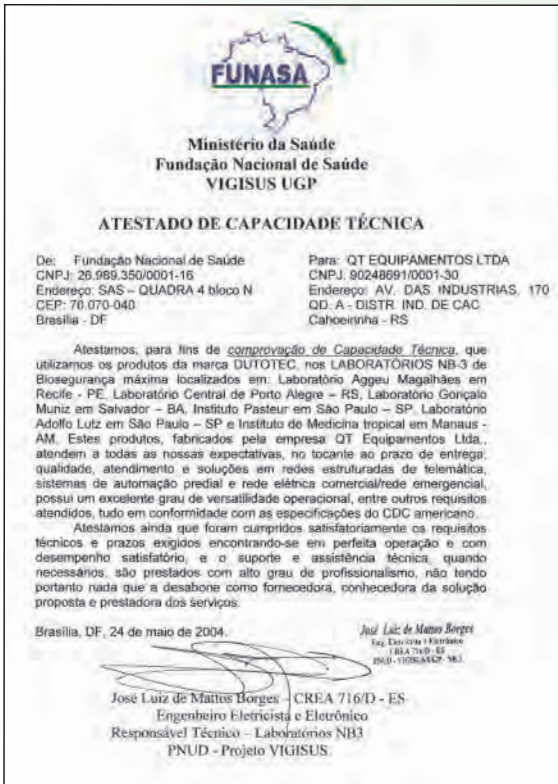 FUNASA
Ministério da Saúde
Fundação Nacional de Saúde
VIGISUS UGP
ATESTADO DE CAPACIDADE TÉCNICA
De: Fundação Nacional de Saúde
CNPJ: 26.989.350/0001-16
Endereço: SAS – QUADRA 4 bloco N
CEP: 70.070-040
Brasília - DF
Para: QT EQUIPAMENTOS LTDA
CNPJ. 90248691/0001-30
Endereço: AV. DAS INDUSTRIAS, 170
QD. A - DISTR. IND. DE CAC
Cahoeirinha - RS
Atestamos, para fins de comprovação de Capacidade Técnica, que
utilizamos os produtos da marca DUTOTEC, nos LABORATÓRIOS NB-3 de
Biosegurança máxima localizados em: Laboratório Aggeu Magalhães em
Recife - PE, Laboratório Central de Porto Alegre – RS, Laboratório Gonçalo
Muniz em Salvador – BA, Instituto Pasteur em São Paulo – SP, Laboratório
Adolfo Lutz em São Paulo – SP e Instituto de Medicina tropical em Manaus -
AM. Estes produtos, fabricados pela empresa QT Equipamentos Ltda.,
atendem a todas as nossas expectativas, no tocante ao prazo de entrega,
qualidade, atendimento e soluções em redes estruturadas de telemática,
sistemas de automação predial e rede elétrica comercial/rede emergencial,
possui um excelente grau de versatilidade operacional, entre outros requisitos
atendidos, tudo em conformidade com as especificações do CDC americano.
Atestamos ainda que foram cumpridos satisfatoriamente os requisitos
técnicos e prazos exigidos encontrando-se em perfeita operação e com
desempenho satisfatório, e o suporte e assistência técnica, quando
necessários, são prestados com alto grau de profissionalismo, não tendo
portanto nada que a desabone como fornecedora, conhecedora da solução
proposta e prestadora dos serviços.
Brasília, DF, 24 de maio de 2004.
José Luiz de Mattos Borges
Eng. Eletricista e Eletrônico
CREA 716/D - ES
PNUD - VIGISUS/UGP - NB3
José Luiz de Mattos Borges – CREA 716/D - ES
Engenheiro Eletricista e Eletrônico
Responsável Técnico – Laboratórios NB3
PNUD - Projeto VIGISUS.